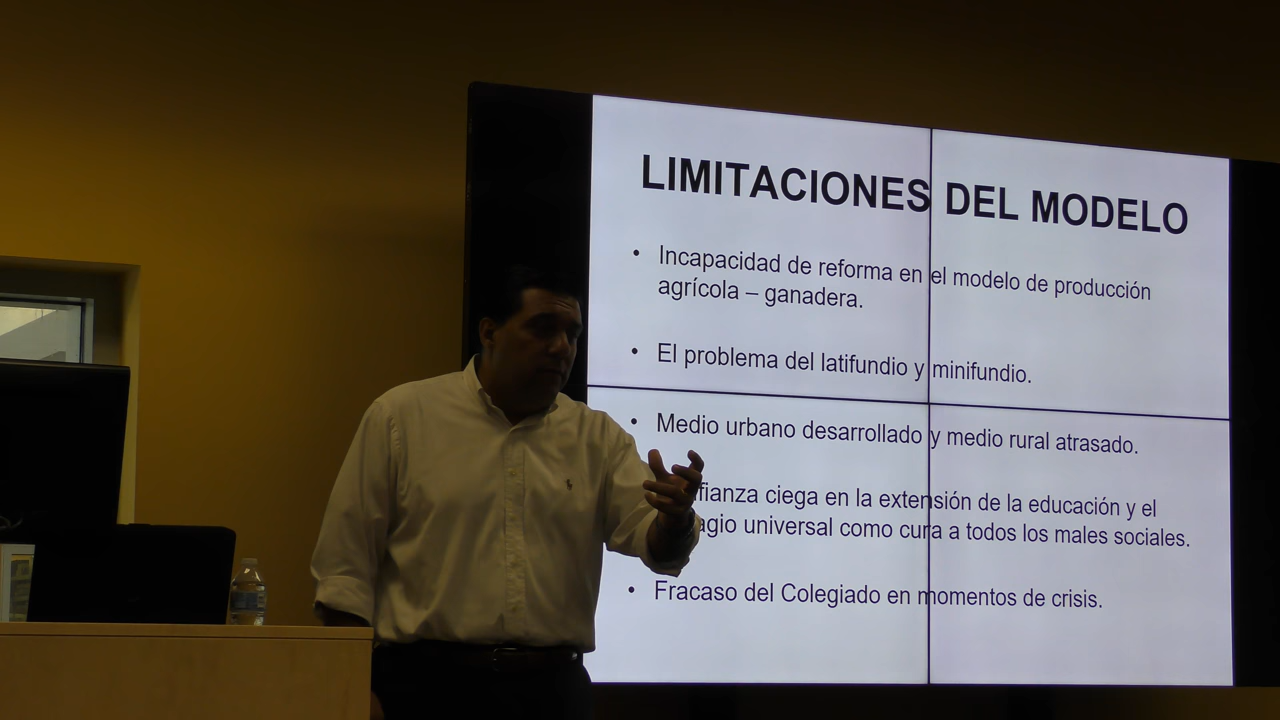 LIMITACIONES DEL MODELO
• Incapacidad de reforma en el modelo de producción
agrícola – ganadera.
• El problema del latifundio y minifundio.
• Medio urbano desarrollado y medio rural atrasado.
ciega en la extensión de la educación y el
universal como cura a todos los males sociales.
• Fracaso del Colegiado en momentos de crisis.